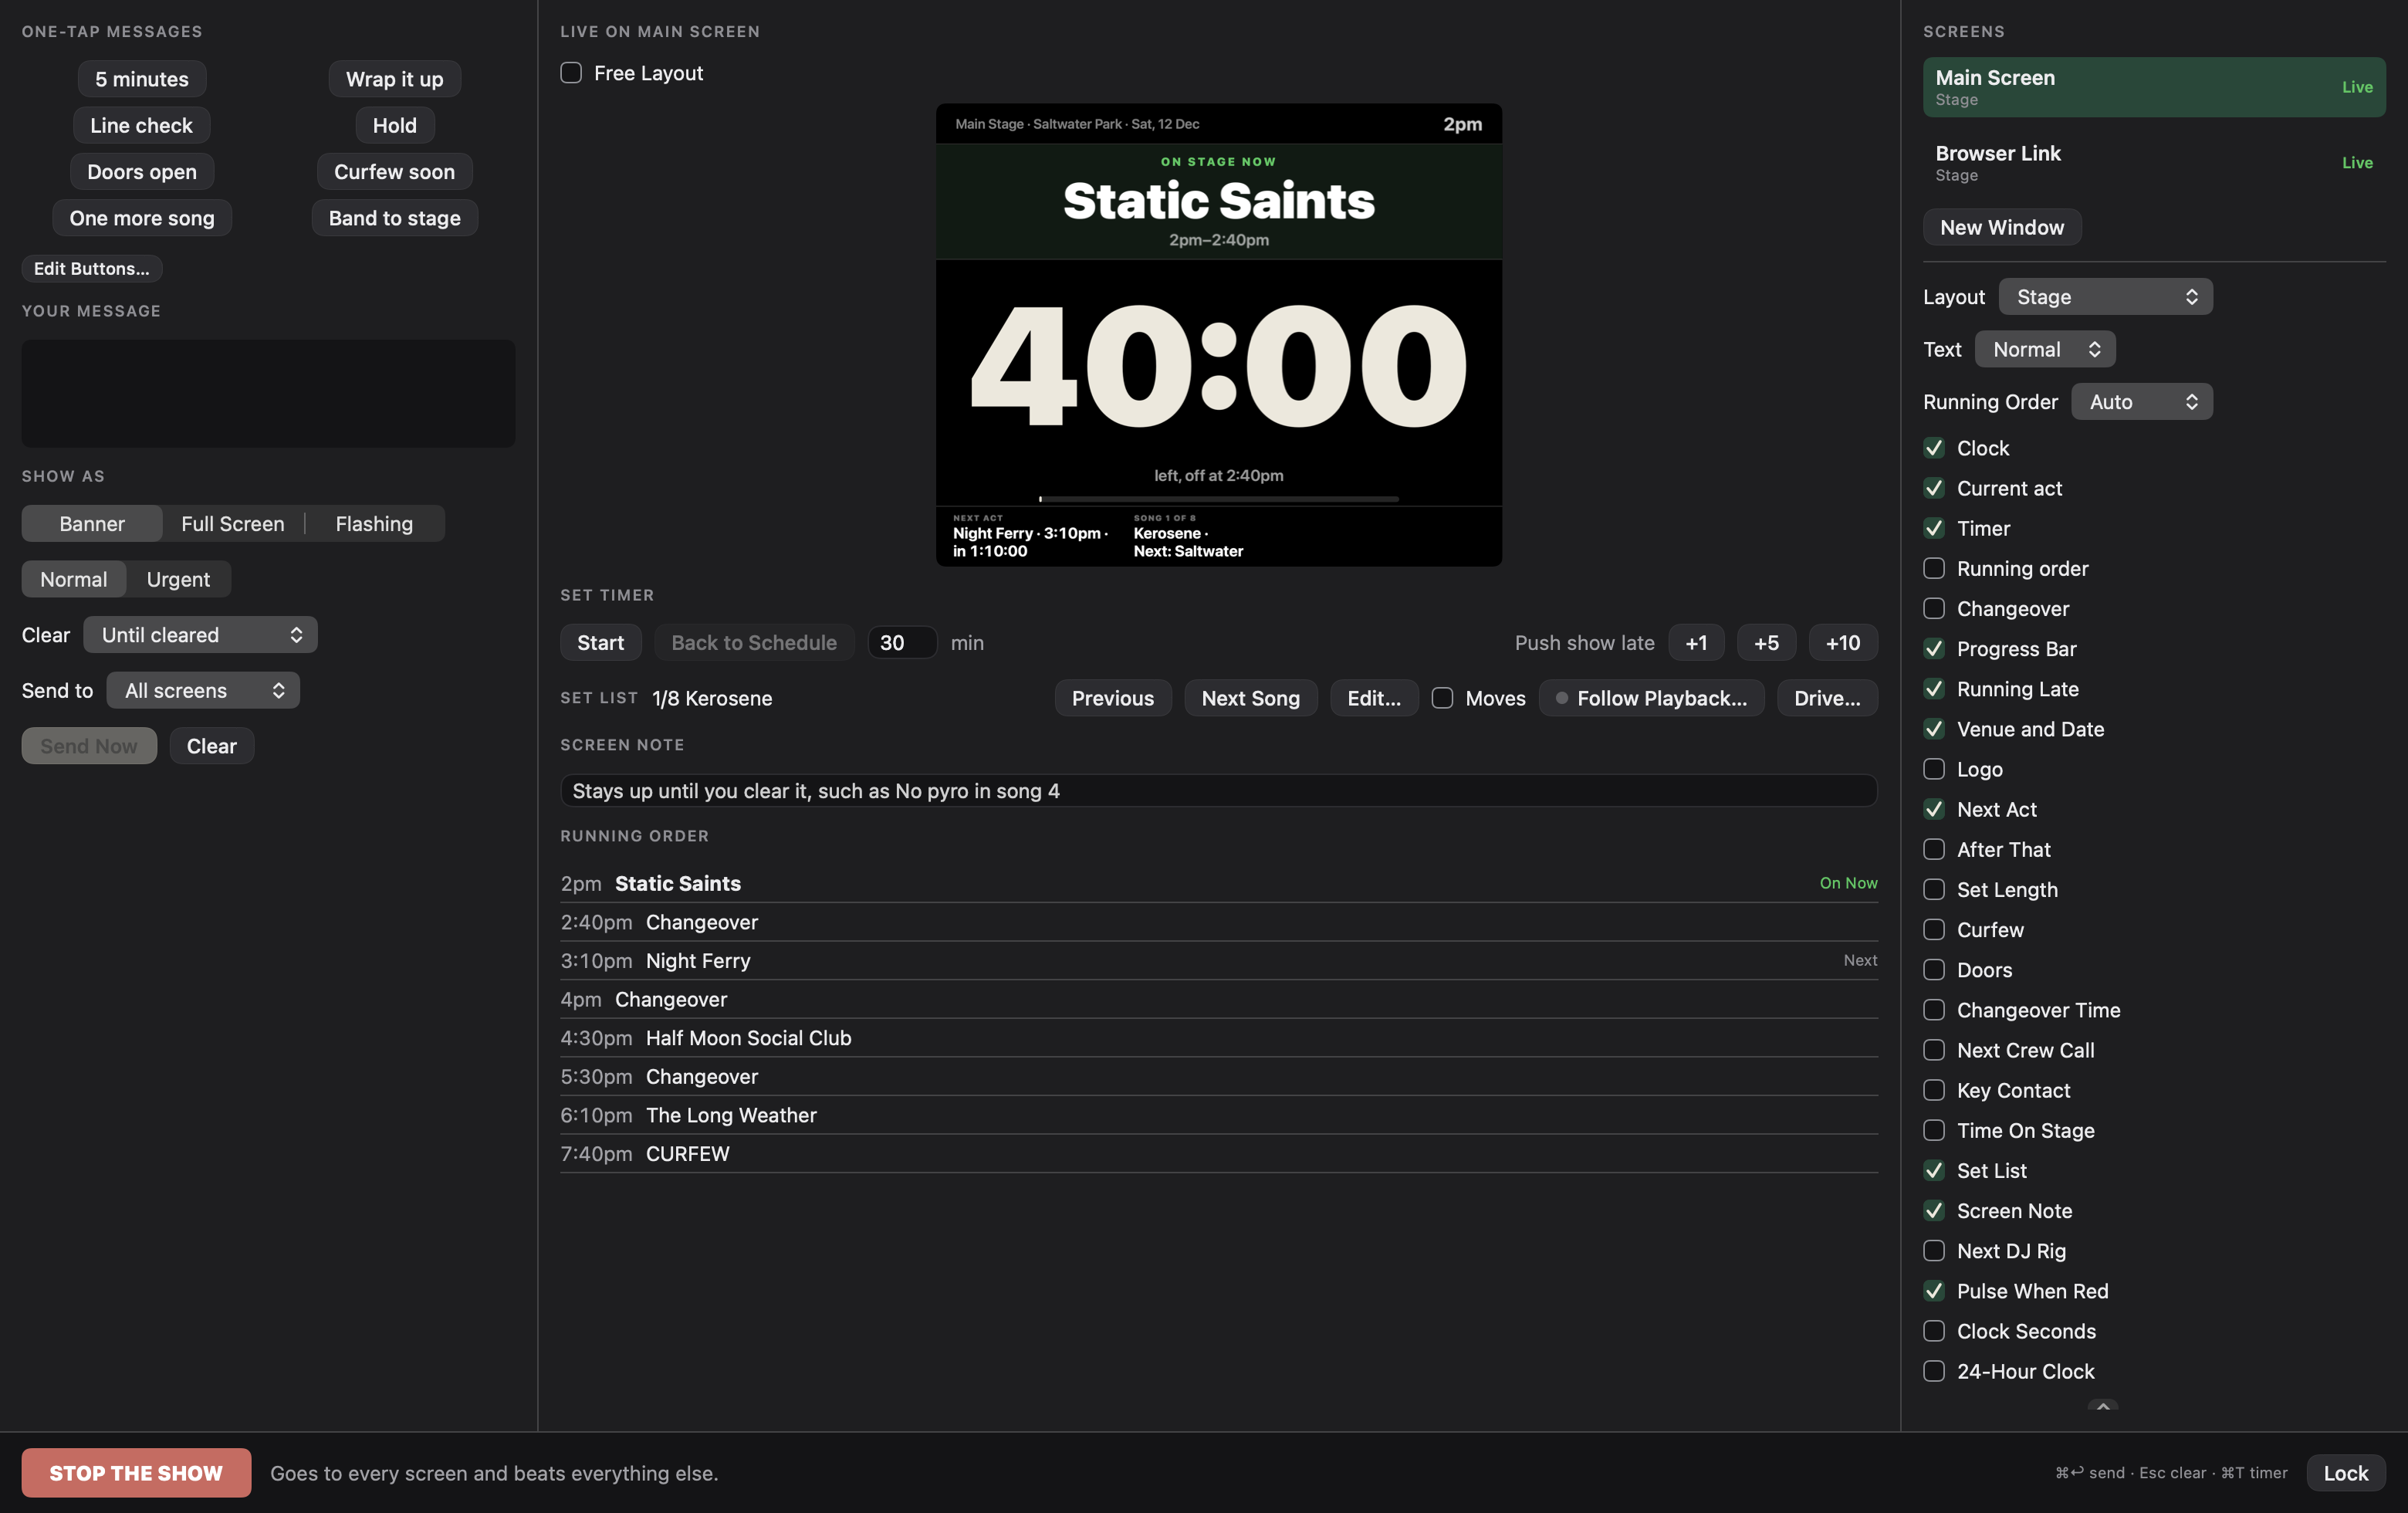 ONE-TAP MESSAGES
5 minutes
Wrap it up
Line check
Hold
Doors open
Curfew soon
One more song
Band to stage
Edit Buttons...
YOUR MESSAGE
SHOW AS
Banner
Full Screen
Flashing
Normal
Urgent
Clear
Until cleared
Send to
All screens
Send Now
Clear
LIVE ON MAIN SCREEN
Free Layout
Main Stage · Saltwater Park · Sat, 12 Dec
2pm
ON STAGE NOW
Static Saints
2pm–2:40pm
40:00
left, off at 2:40pm
NEXT ACT
Night Ferry · 3:10pm ·
in 1:10:00
SONG 1 OF 8
Kerosene ·
Next: Saltwater
SET TIMER
Start
Back to Schedule
30
min
Push show late
+1
+5
+10
SET LIST
1/8 Kerosene
Previous
Next Song
Edit...
Moves
Follow Playback...
Drive...
SCREEN NOTE
Stays up until you clear it, such as No pyro in song 4
RUNNING ORDER
2pm Static Saints On Now
2:40pm Changeover
3:10pm Night Ferry Next
4pm Changeover
4:30pm Half Moon Social Club
5:30pm Changeover
6:10pm The Long Weather
7:40pm CURFEW
SCREENS
Main Screen
Stage
Live
Browser Link
Stage
Live
New Window
Layout
Stage
Text
Normal
Running Order
Auto
Clock
Current act
Timer
Running order
Changeover
Progress Bar
Running Late
Venue and Date
Logo
Next Act
After That
Set Length
Curfew
Doors
Changeover Time
Next Crew Call
Key Contact
Time On Stage
Set List
Screen Note
Next DJ Rig
Pulse When Red
Clock Seconds
24-Hour Clock
STOP THE SHOW
Goes to every screen and beats everything else.
⌘↩ send · Esc clear · ⌘T timer
Lock